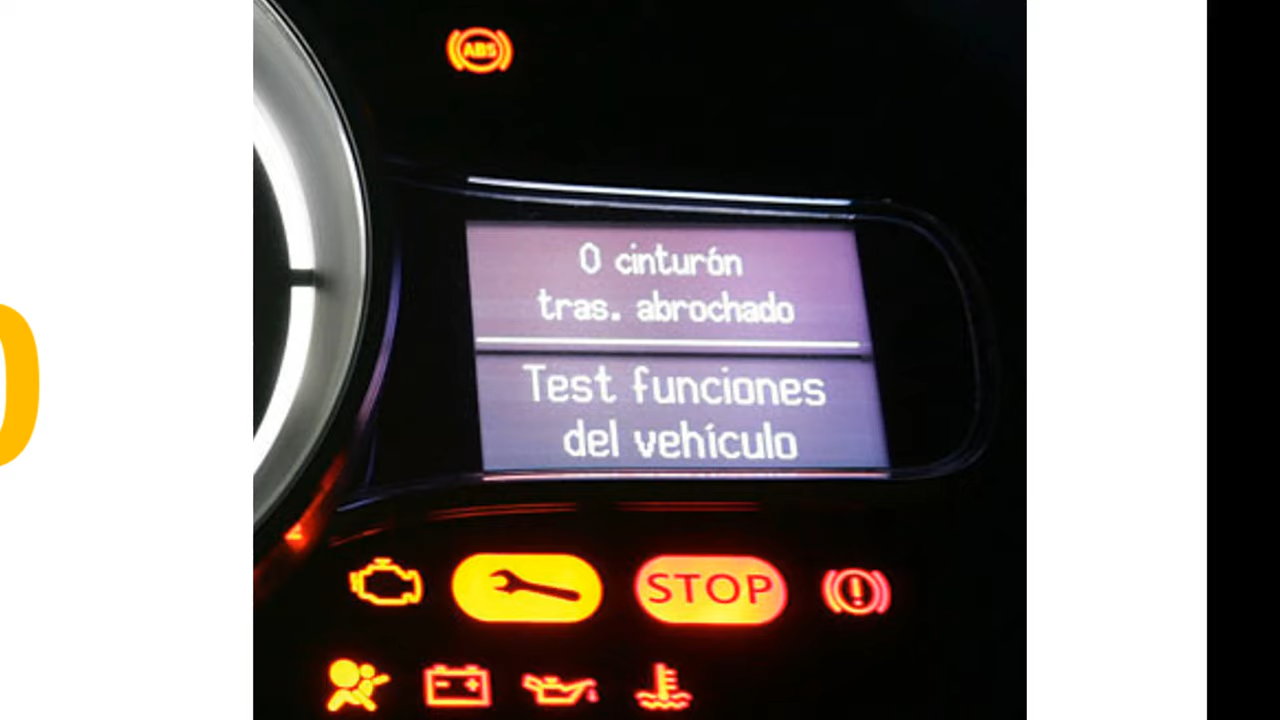 ABS
0 cinturón
tras. abrochado
Test funciones
del vehículo
STOP